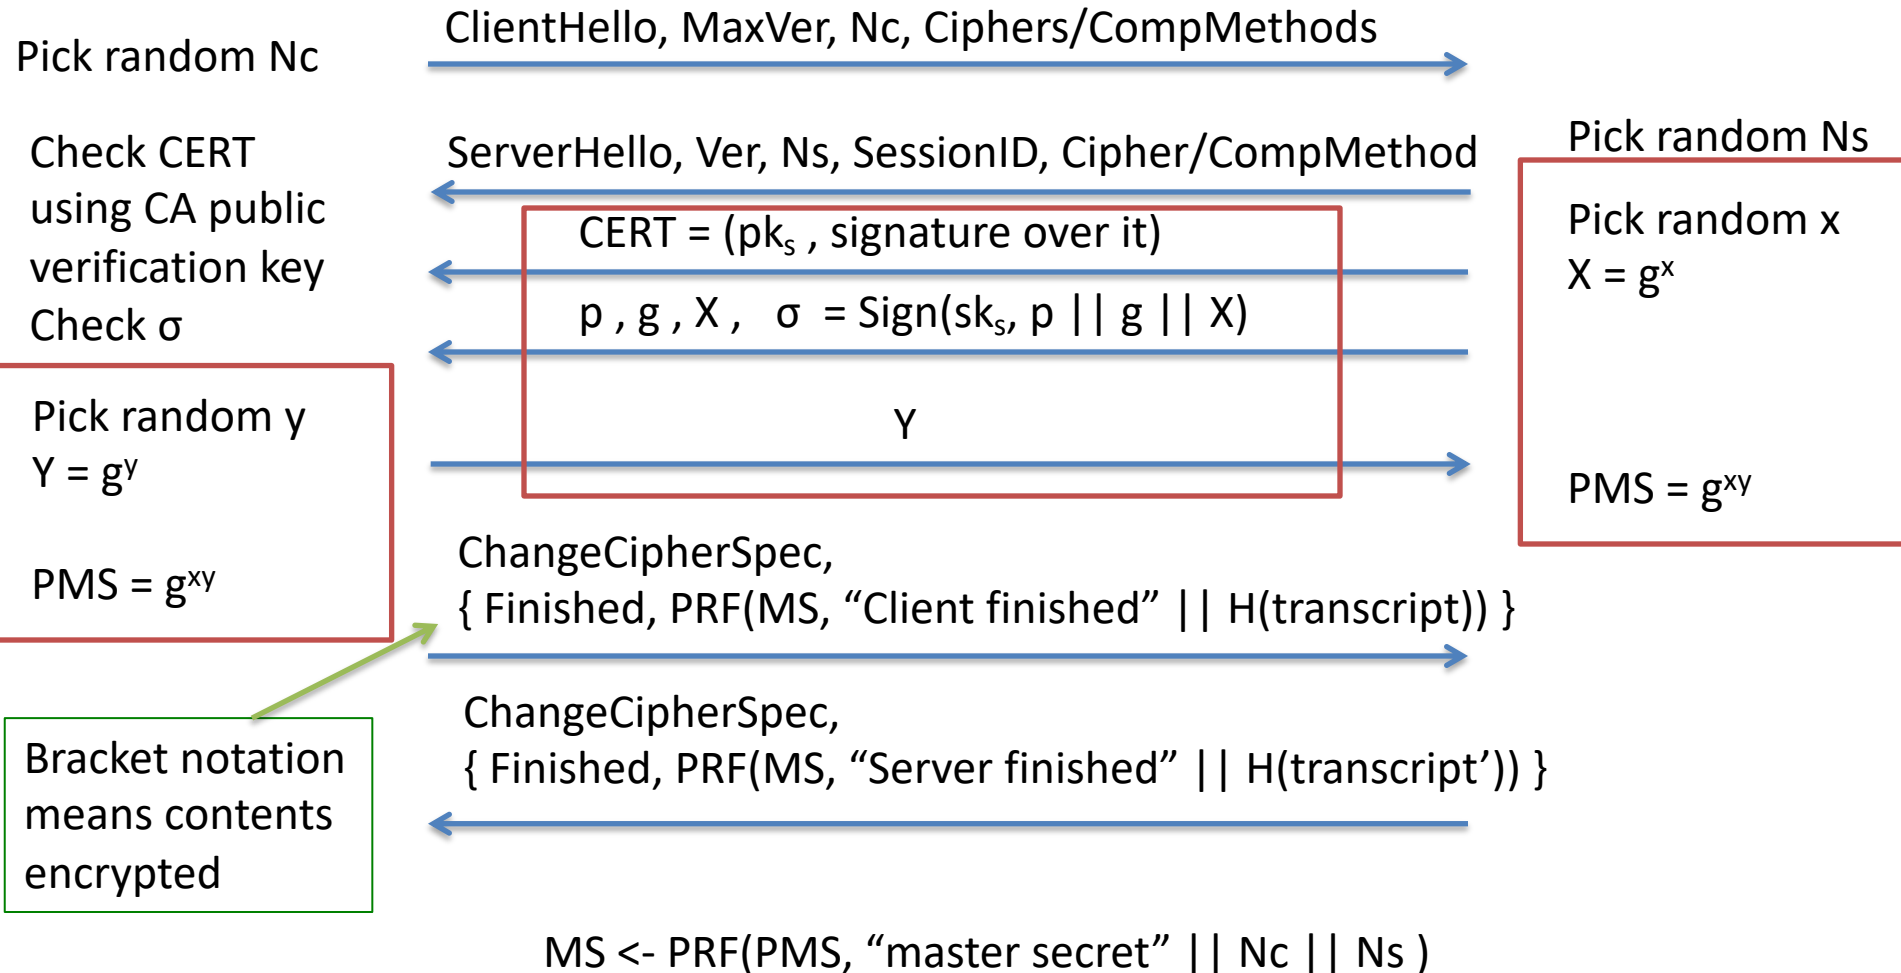 Pick random Nc
ClientHello, MaxVer, Nc, Ciphers/CompMethods
Pick random Ns
Check CERT
using CA public
verification key
Check σ
ServerHello, Ver, Ns, SessionID, Cipher/CompMethod
CERT = (pkₛ , signature over it)
p , g , X , σ = Sign(skₛ, p || g || X)
Pick random x
X = gˣ
Pick random y
Y = gʸ
Y
PMS = gˣʸ
PMS = gˣʸ
ChangeCipherSpec,
{ Finished, PRF(MS, “Client finished” || H(transcript)) }
ChangeCipherSpec,
{ Finished, PRF(MS, “Server finished” || H(transcript’)) }
Bracket notation
means contents
encrypted
MS <- PRF(PMS, “master secret” || Nc || Ns )